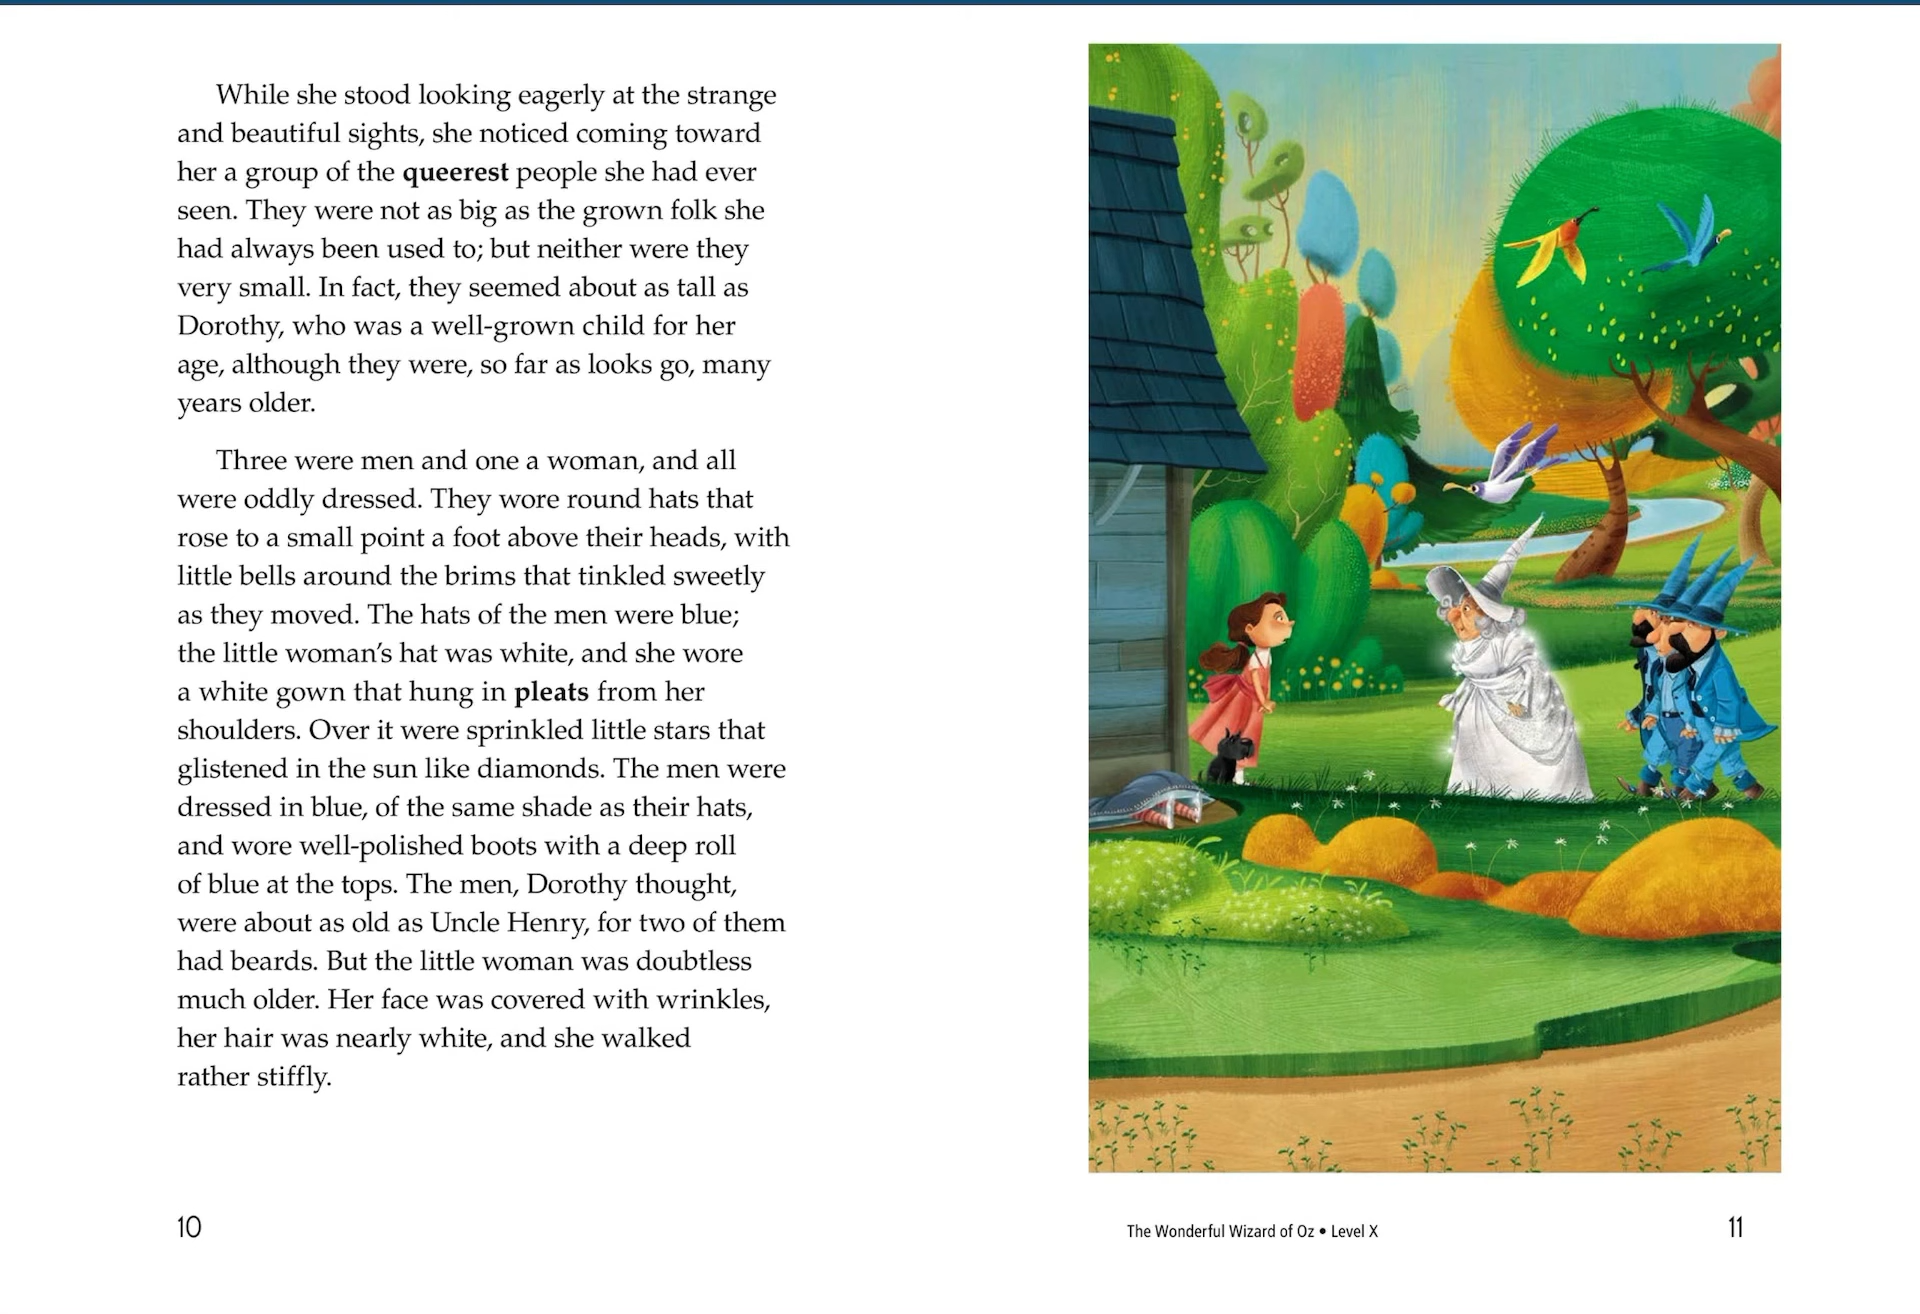 While she stood looking eagerly at the strange
and beautiful sights, she noticed coming toward
her a group of the queerest people she had ever
seen. They were not as big as the grown folk she
had always been used to; but neither were they
very small. In fact, they seemed about as tall as
Dorothy, who was a well-grown child for her
age, although they were, so far as looks go, many
years older.
Three were men and one a woman, and all
were oddly dressed. They wore round hats that
rose to a small point a foot above their heads, with
little bells around the brims that tinkled sweetly
as they moved. The hats of the men were blue;
the little woman’s hat was white, and she wore
a white gown that hung in pleats from her
shoulders. Over it were sprinkled little stars that
glistened in the sun like diamonds. The men were
dressed in blue, of the same shade as their hats,
and wore well-polished boots with a deep roll
of blue at the tops. The men, Dorothy thought,
were about as old as Uncle Henry, for two of them
had beards. But the little woman was doubtless
much older. Her face was covered with wrinkles,
her hair was nearly white, and she walked
rather stiffly.
10
The Wonderful Wizard of Oz • Level X
11